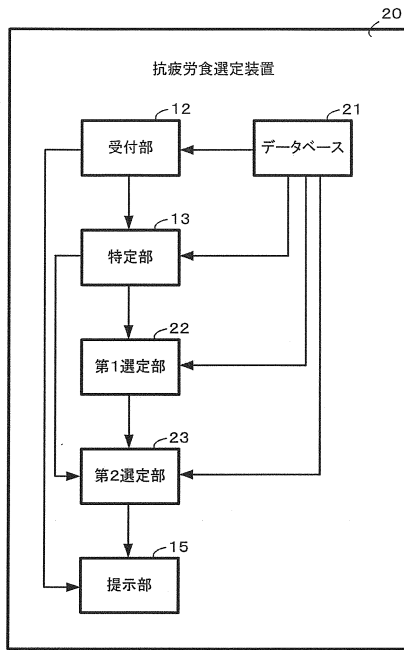 20
抗疲労食選定装置
12
21
受付部
データベース
13
特定部
22
第1選定部
23
第2選定部
15
提示部